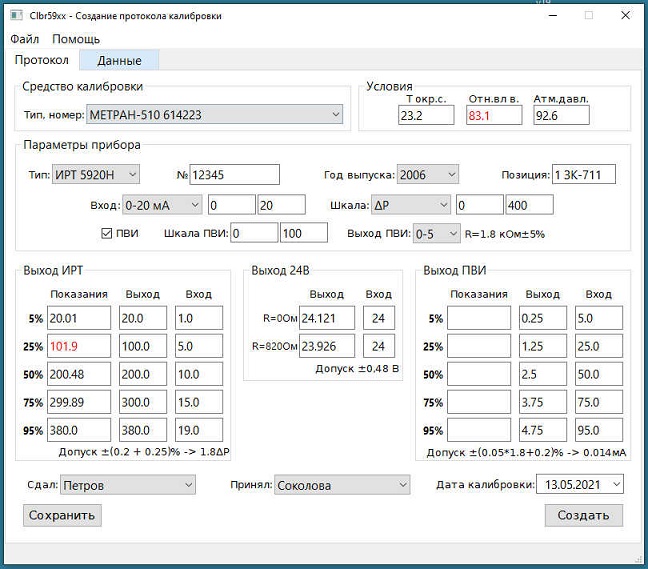 Clbr59xx - Создание протокола калибровки
Файл Помощь
Протокол Данные
Средство калибровки
Тип, номер: МЕТРАН-510 614223
Условия
Т окр.с. Отн.вл в. Атм.давл.
23.2 83.1 92.6
Параметры прибора
Тип: ИРТ 5920Н № 12345 Год выпуска: 2006 Позиция: 1 ЗК-711
Вход: 0-20 мА 0 20 Шкала: ΔP 0 400
ПВИ Шкала ПВИ: 0 100 Выход ПВИ: 0-5 R=1.8 кОм±5%
Выход ИРТ
Показания Выход Вход
5% 20.01 20.0 1.0
25% 101.9 100.0 5.0
50% 200.48 200.0 10.0
75% 299.89 300.0 15.0
95% 380.0 380.0 19.0
Допуск ±(0.2 + 0.25)% -> 1.8ΔP
Выход 24В
Выход Вход
R=0Ом 24.121 24
R=820Ом 23.926 24
Допуск ±0.48 В
Выход ПВИ
Показания Выход Вход
5% 0.25 5.0
25% 1.25 25.0
50% 2.5 50.0
75% 3.75 75.0
95% 4.75 95.0
Допуск ±(0.05*1.8+0.2)% -> 0.014мА
Сдал: Петров Принял: Соколова Дата калибровки: 13.05.2021
Сохранить Создать